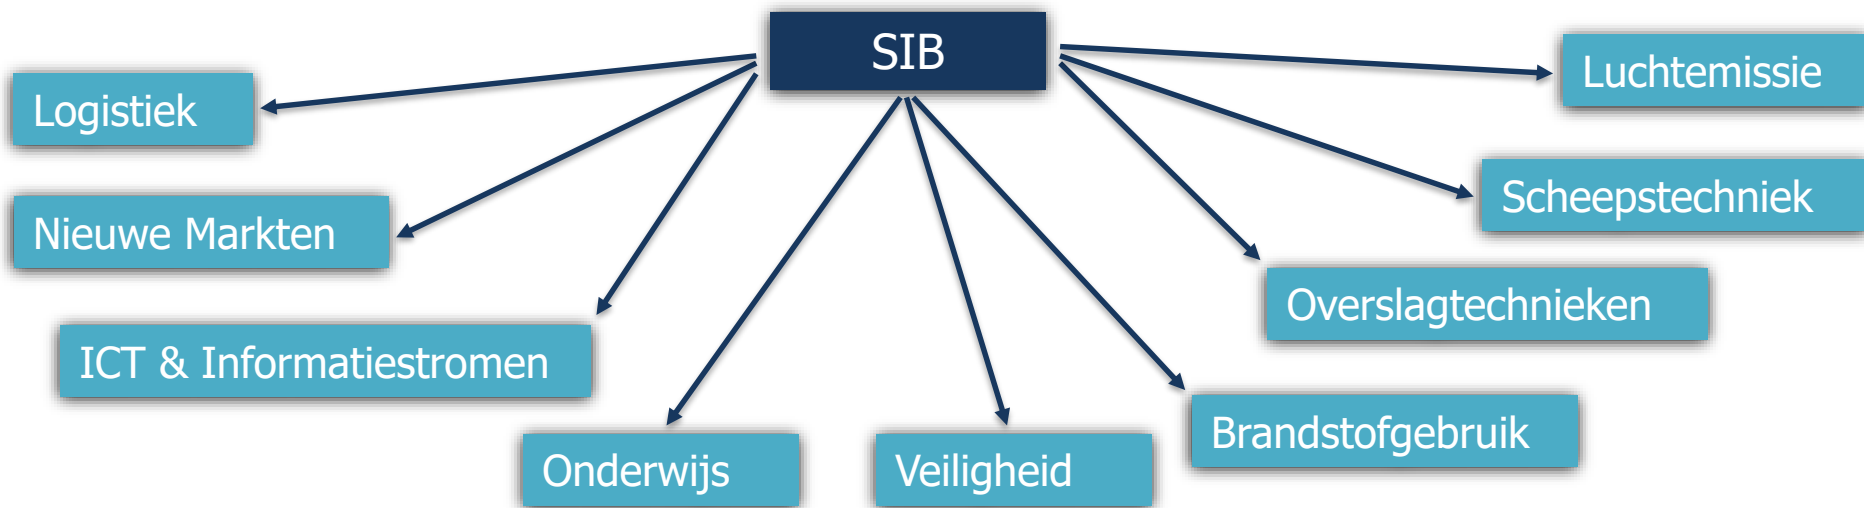 SIB
Logistiek
Nieuwe Markten
ICT & Informatiestromen
Onderwijs
Veiligheid
Brandstofgebruik
Overslagtechnieken
Scheepstechniek
Luchtemissie